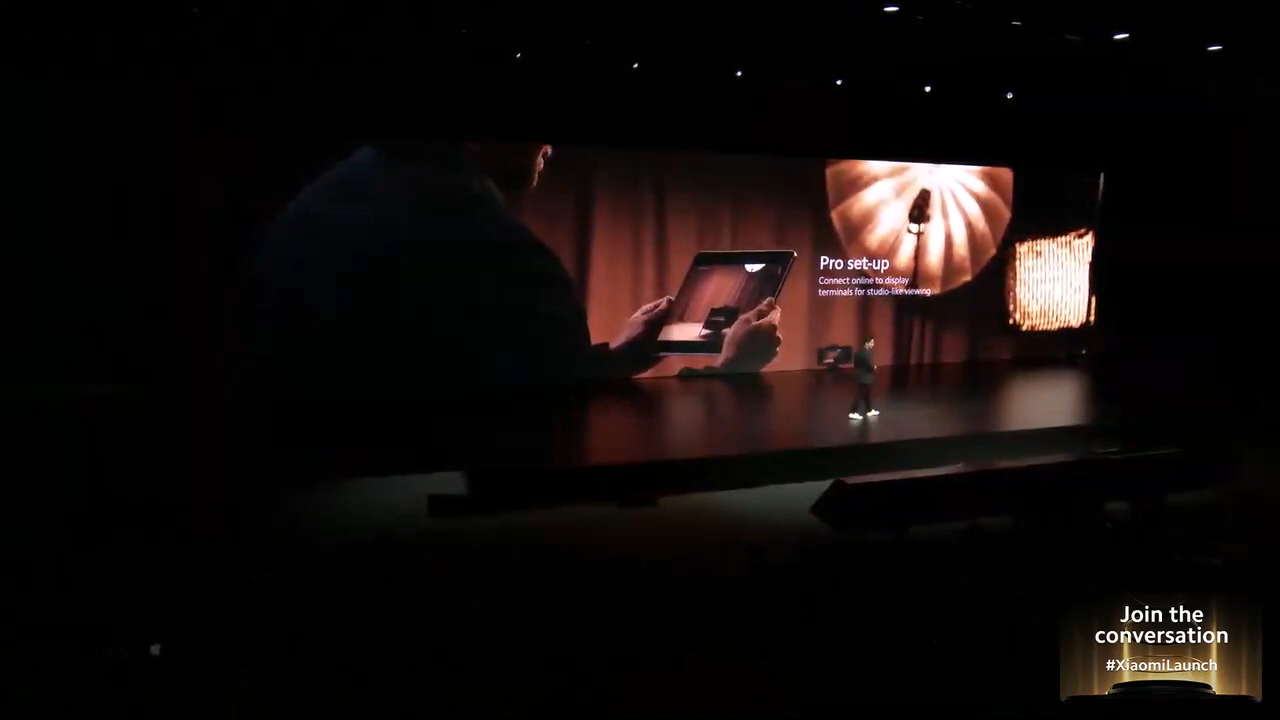 Pro set-up
Connect online to display
terminals for studio-like viewing
Join the
conversation
#XiaomiLaunch